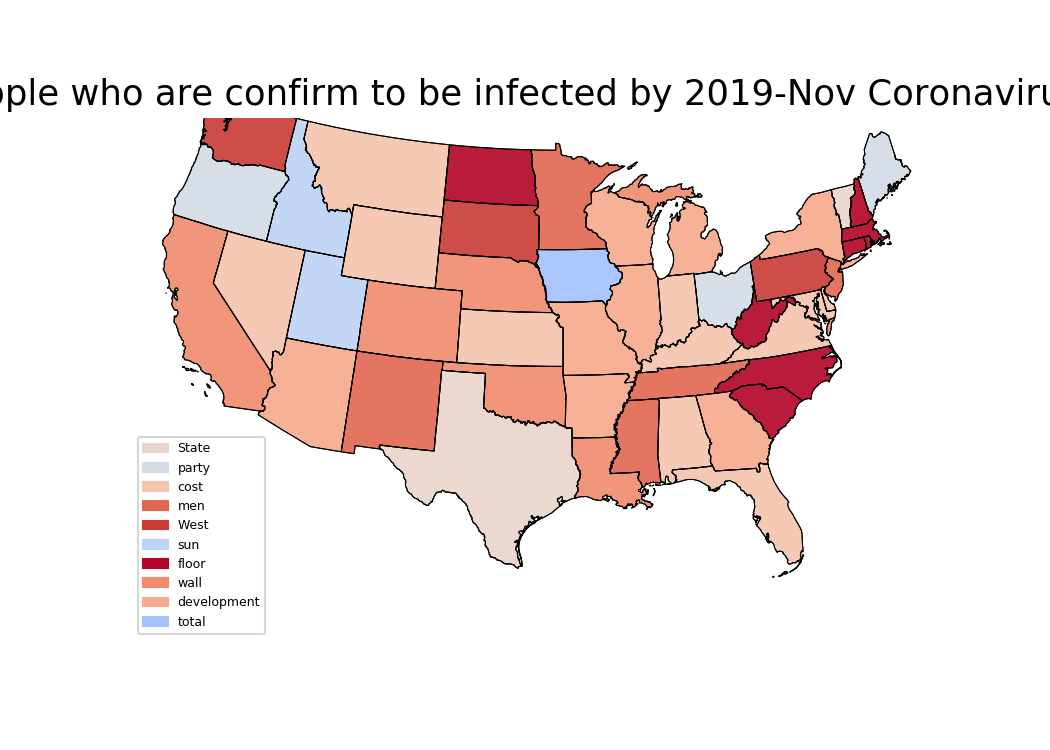 ople who are confirm to be infected by 2019-Nov Coronaviru
State
party
cost
men
West
sun
floor
wall
development
total